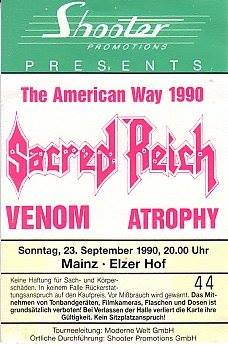 Shooter
PROMOTIONS
PRESENTS
The American Way 1990
Sacred Reich
VENOM ATROPHY
Sonntag, 23. September 1990, 20.00 Uhr
Mainz · Elzer Hof
Keine Haftung für Sach- und Körper-
schäden. In keinem Falle Rückerstat-
tungsanspruch auf den Kaufpreis. Vor Mißbrauch wird gewarnt. Das Mit-
nehmen von Tonbandgeräten, Filmkameras, Flaschen und Dosen ist
grundsätzlich verboten! Bei Verlassen der Halle verliert die Karte ihre
Gültigkeit. Kein Sitzplatzanspruch!
44
Tourneeleitung: Moderne Welt GmbH
Örtliche Durchführung: Shooter Promotions GmbH